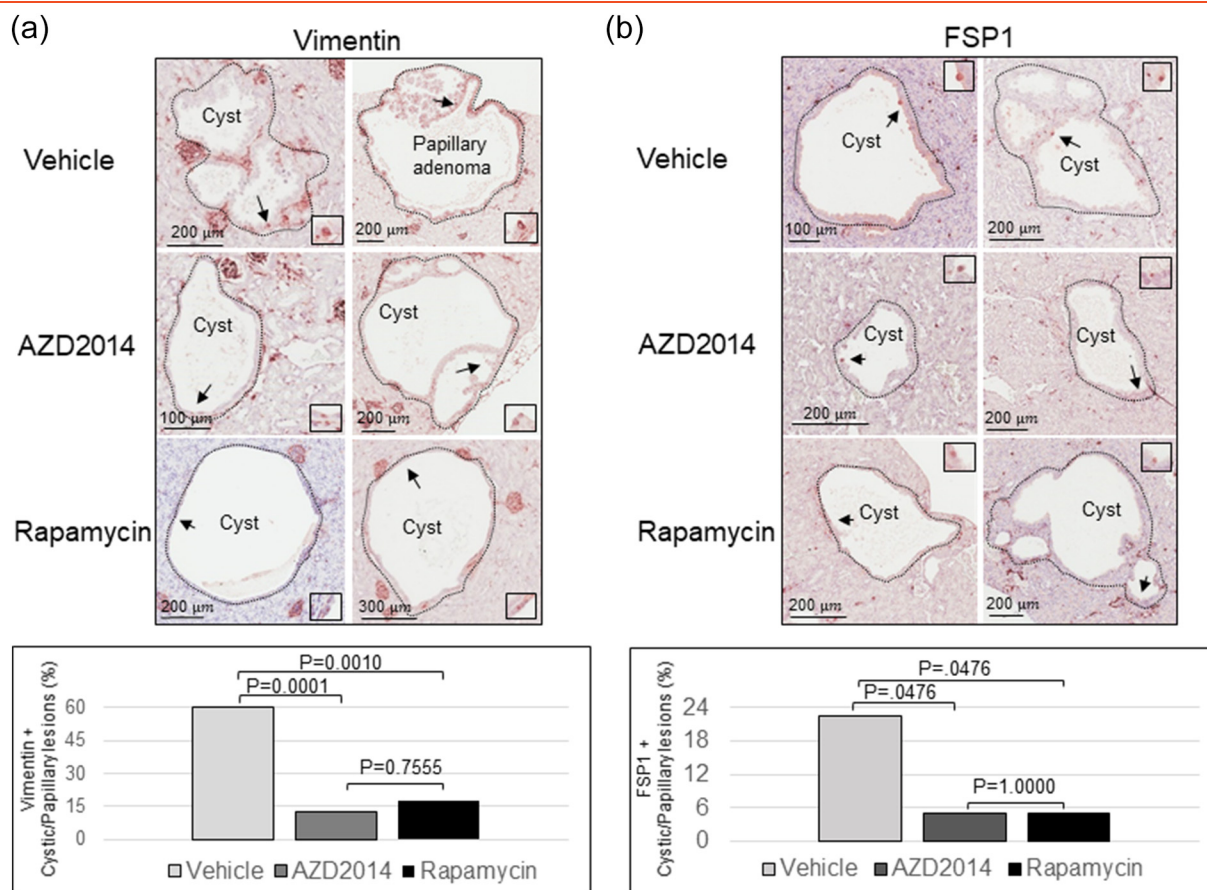 (a)
Vimentin
Vehicle
Cyst
200 μm
Papillary
adenoma
200 μm
AZD2014
Cyst
100 μm
Cyst
200 μm
Rapamycin
Cyst
200 μm
Cyst
300 μm
Vimentin +
Cystic/Papillary lesions (%)
60
45
30
15
0
P=0.0010
P=0.0001
P=0.7555
Vehicle AZD2014 Rapamycin
(b)
FSP1
Vehicle
Cyst
100 μm
Cyst
200 μm
AZD2014
Cyst
200 μm
Cyst
200 μm
Rapamycin
Cyst
200 μm
Cyst
200 μm
FSP1 +
Cystic/Papillary lesions (%)
24
18
12
6
0
P=.0476
P=.0476
P=1.0000
Vehicle AZD2014 Rapamycin